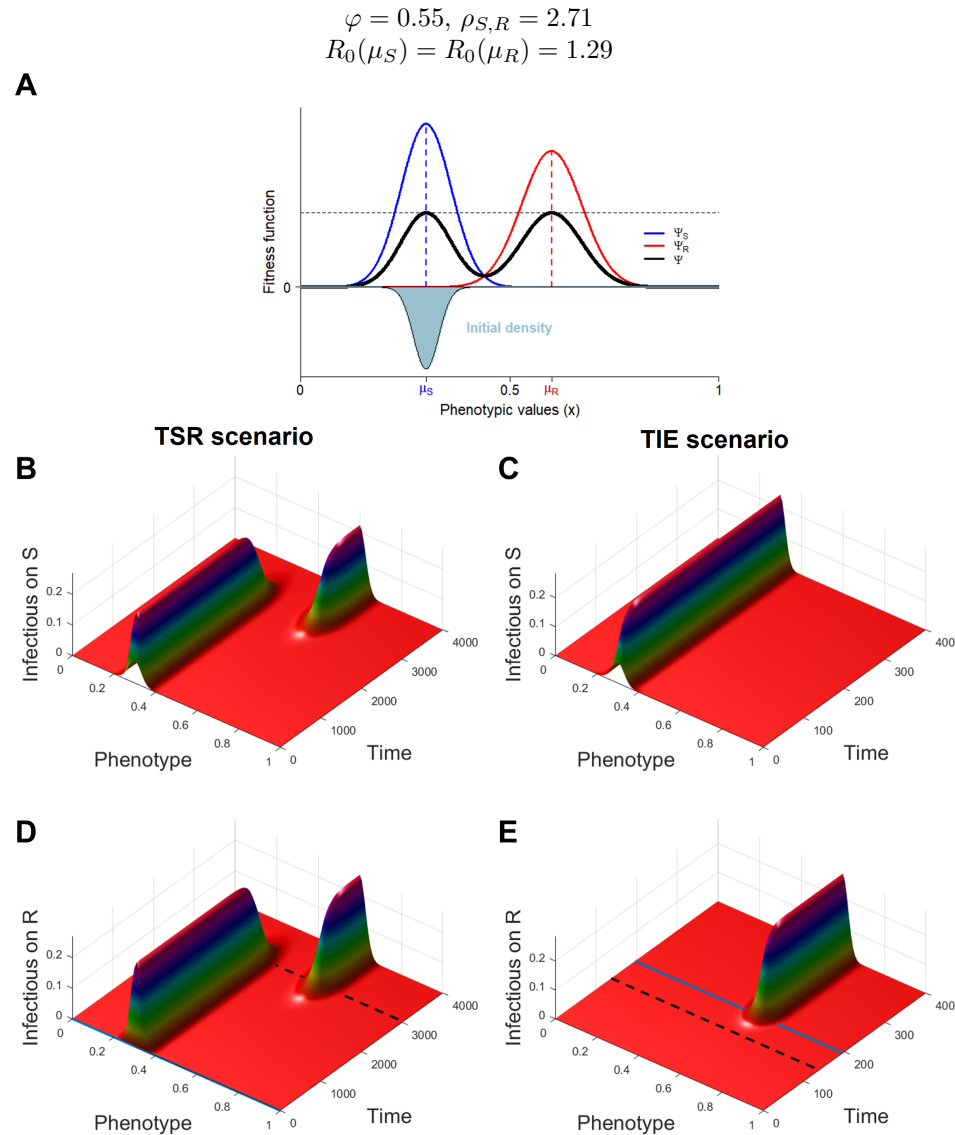 φ = 0.55, ρ_{S,R} = 2.71
R_0(μ_S) = R_0(μ_R) = 1.29
A
Fitness function
0
Ψ_S
Ψ_R
Ψ
Initial density
0 μ_S 0.5 μ_R 1
Phenotypic values (x)
TSR scenario
TIE scenario
B
Infectious on S
0.2
0.1
0
0 0.2 0.4 0.6 0.8 1
Phenotype
0 1000 2000 3000 4000
Time
C
Infectious on S
0.2
0.1
0
0 0.2 0.4 0.6 0.8 1
Phenotype
0 100 200 300 400
Time
D
Infectious on R
0.2
0.1
0
0 0.2 0.4 0.6 0.8 1
Phenotype
0 1000 2000 3000 4000
Time
E
Infectious on R
0.2
0.1
0
0 0.2 0.4 0.6 0.8 1
Phenotype
0 100 200 300 400
Time